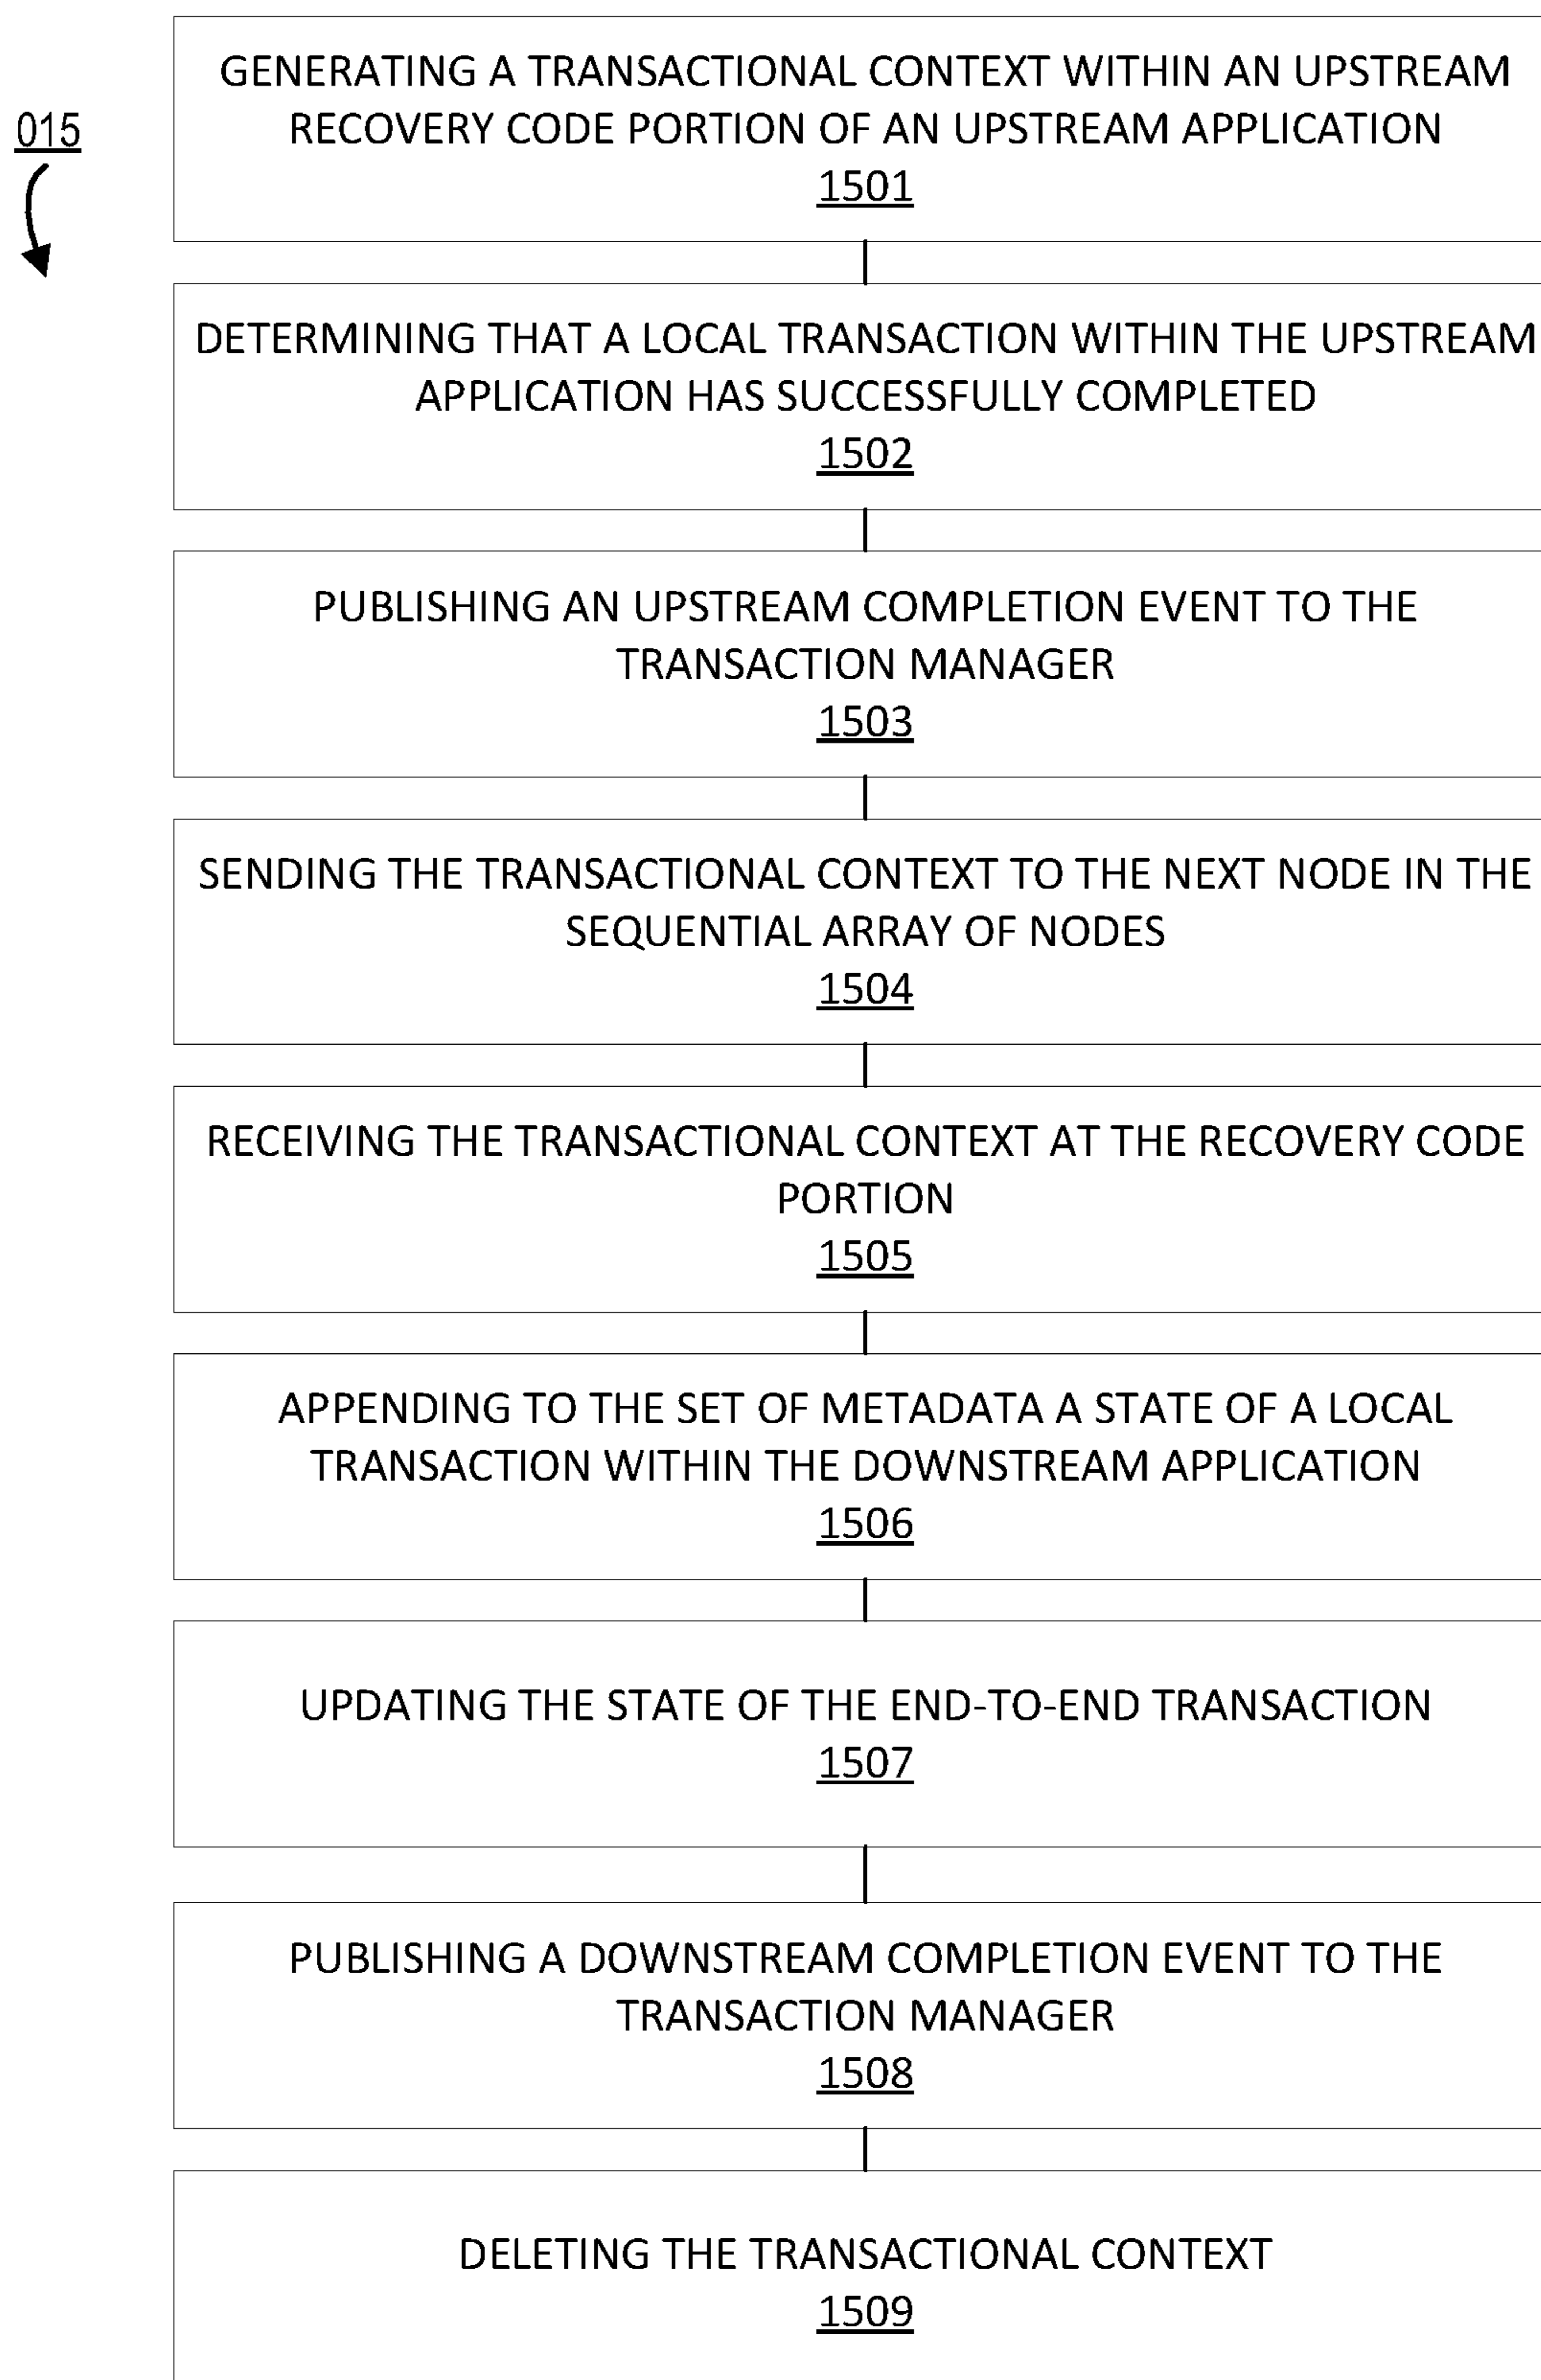 015
GENERATING A TRANSACTIONAL CONTEXT WITHIN AN UPSTREAM
RECOVERY CODE PORTION OF AN UPSTREAM APPLICATION
1501
DETERMINING THAT A LOCAL TRANSACTION WITHIN THE UPSTREAM
APPLICATION HAS SUCCESSFULLY COMPLETED
1502
PUBLISHING AN UPSTREAM COMPLETION EVENT TO THE
TRANSACTION MANAGER
1503
SENDING THE TRANSACTIONAL CONTEXT TO THE NEXT NODE IN THE
SEQUENTIAL ARRAY OF NODES
1504
RECEIVING THE TRANSACTIONAL CONTEXT AT THE RECOVERY CODE
PORTION
1505
APPENDING TO THE SET OF METADATA A STATE OF A LOCAL
TRANSACTION WITHIN THE DOWNSTREAM APPLICATION
1506
UPDATING THE STATE OF THE END-TO-END TRANSACTION
1507
PUBLISHING A DOWNSTREAM COMPLETION EVENT TO THE
TRANSACTION MANAGER
1508
DELETING THE TRANSACTIONAL CONTEXT
1509